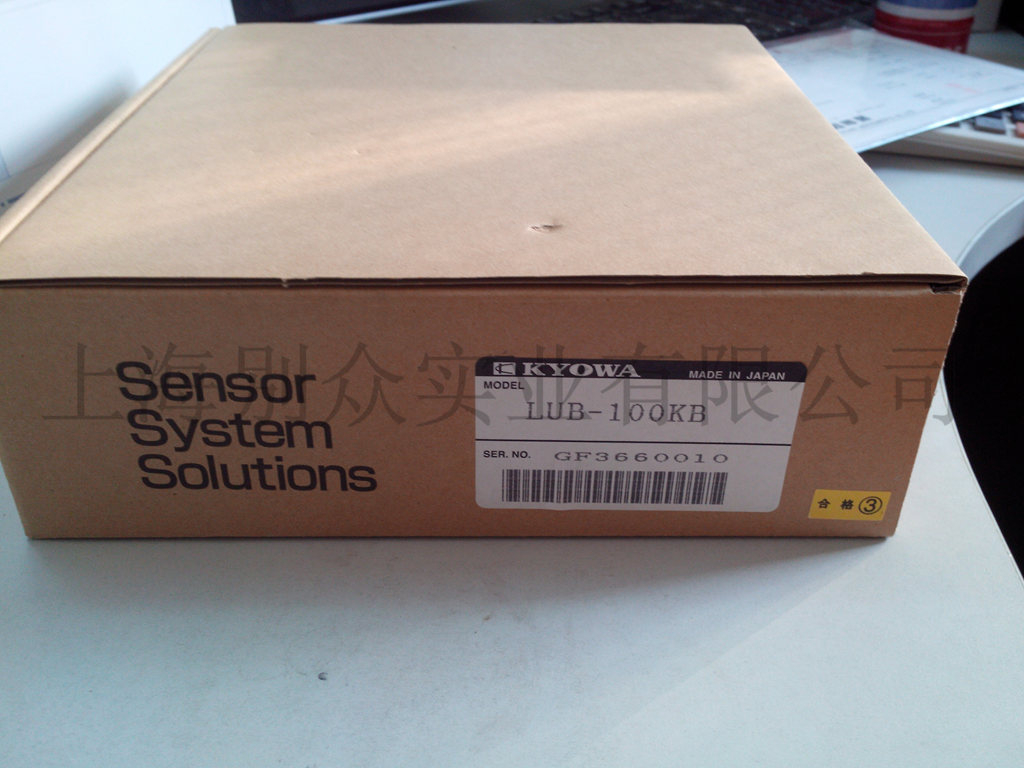 上海别众实业有限公司
Sensor
System
Solutions
KYOWA
MADE IN JAPAN
MODEL
LUB-100KB
SER. NO.
GF3660010
合格③